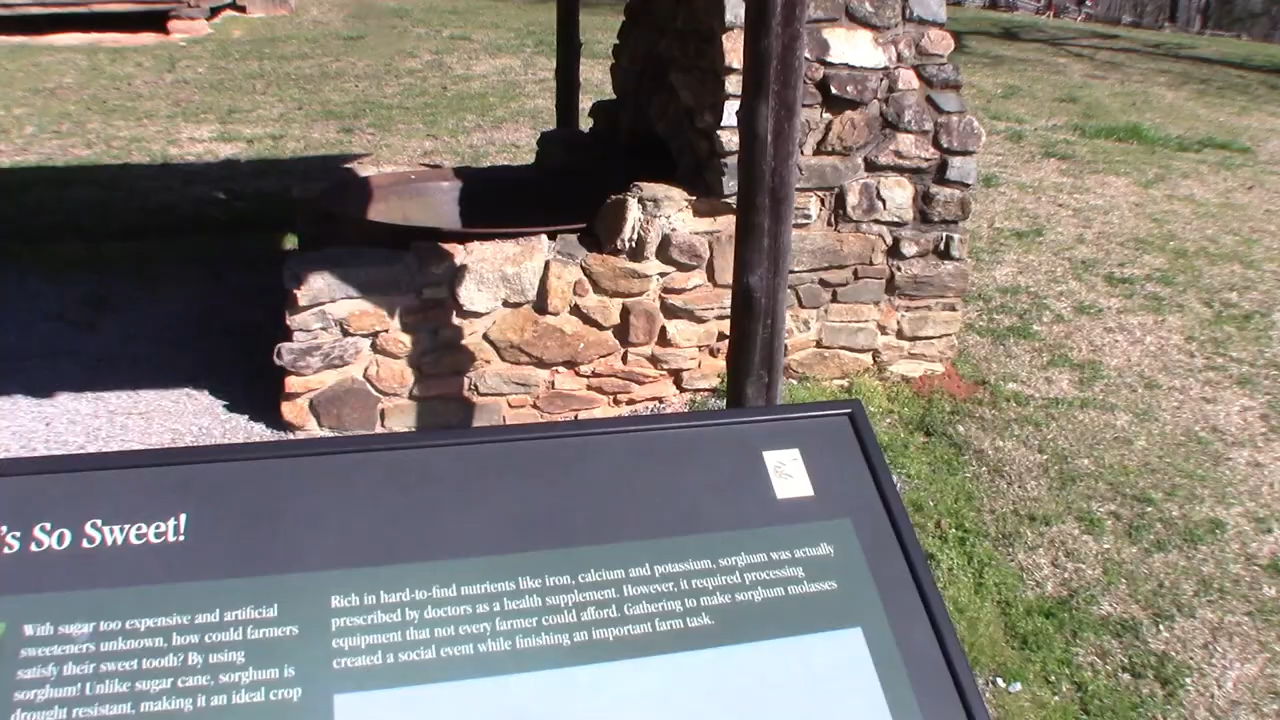 's So Sweet!
With sugar too expensive and artificial
sweeteners unknown, how could farmers
satisfy their sweet tooth? By using
sorghum! Unlike sugar cane, sorghum is
drought resistant, making it an ideal crop
Rich in hard-to-find nutrients like iron, calcium and potassium, sorghum was actually
prescribed by doctors as a health supplement. However, it required processing
equipment that not every farmer could afford. Gathering to make sorghum molasses
created a social event while finishing an important farm task.